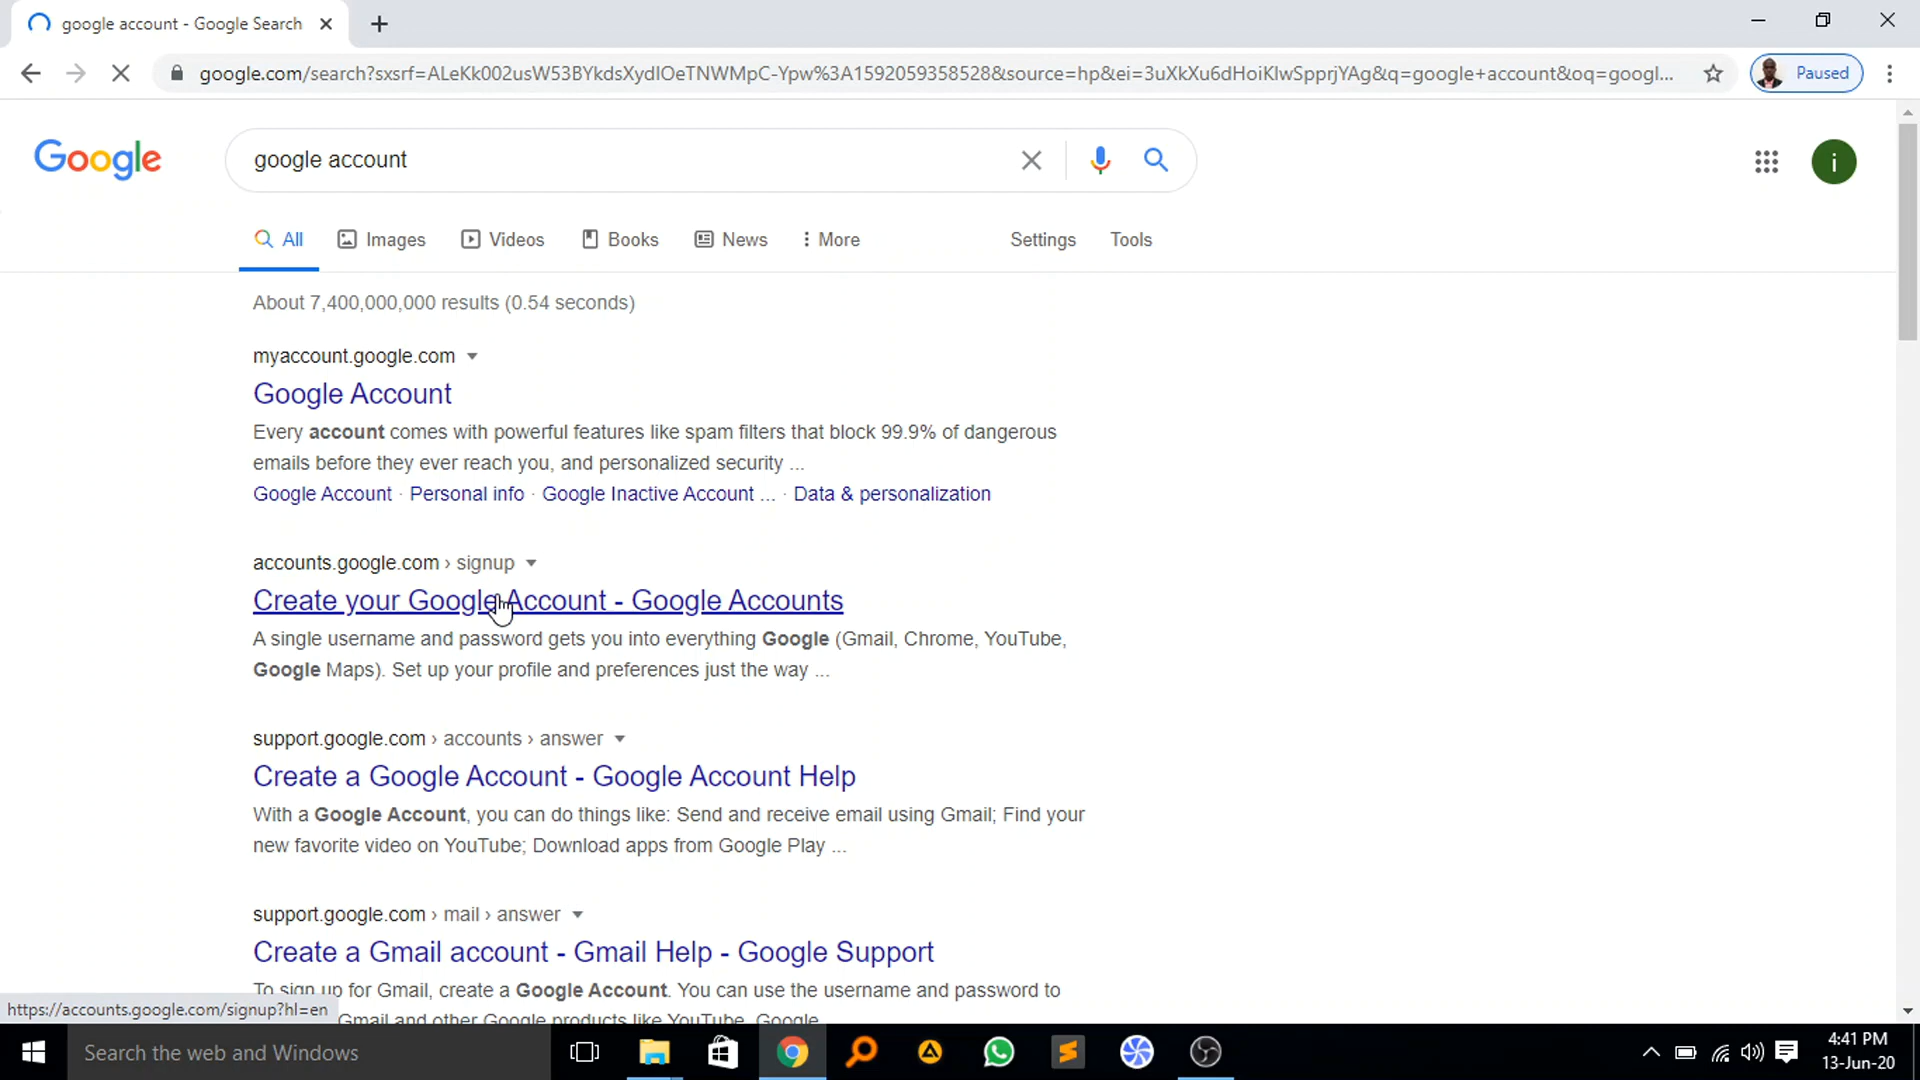 google account - Google Search
google.com/search?sxsrf=ALeKk002usW53BYkdsXydIOeTNWMpC-Ypw%3A1592059358528&source=hp&ei=3uXkXu6dHoiKlwSpprjYAg&q=google+account&oq=googl...
Paused
Google
google account
i
All
Images
Videos
Books
News
More
Settings
Tools
About 7,400,000,000 results (0.54 seconds)
myaccount.google.com
Google Account
Every account comes with powerful features like spam filters that block 99.9% of dangerous
emails before they ever reach you, and personalized security ...
Google Account · Personal info · Google Inactive Account ... · Data & personalization
accounts.google.com › signup
Create your Google Account - Google Accounts
A single username and password gets you into everything Google (Gmail, Chrome, YouTube,
Google Maps). Set up your profile and preferences just the way ...
support.google.com › accounts › answer
Create a Google Account - Google Account Help
With a Google Account, you can do things like: Send and receive email using Gmail; Find your
new favorite video on YouTube; Download apps from Google Play ...
support.google.com › mail › answer
Create a Gmail account - Gmail Help - Google Support
To sign up for Gmail, create a Google Account. You can use the username and password to
https://accounts.google.com/signup?hl=en
Gmail and other Google products like YouTube, Google
Search the web and Windows
4:41 PM
13-Jun-20